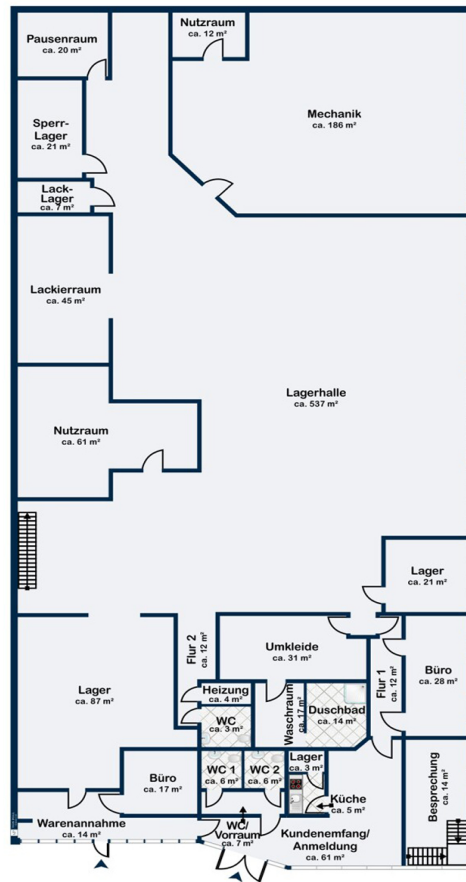 Pausenraum
ca. 20 m²
Nutzraum
ca. 12 m²
Mechanik
ca. 186 m²
Sperr-
Lager
ca. 21 m²
Lack-
Lager
ca. 7 m²
Lackierraum
ca. 45 m²
Lagerhalle
ca. 537 m²
Nutzraum
ca. 61 m²
Lager
ca. 21 m²
Flur 2
ca. 12 m²
Umkleide
ca. 31 m²
Flur 1
ca. 12 m²
Büro
ca. 28 m²
Lager
ca. 87 m²
Heizung
ca. 4 m²
WC
ca. 3 m²
Waschraum
ca. 17 m²
Duschbad
ca. 14 m²
Büro
ca. 17 m²
WC 1
ca. 6 m²
WC 2
ca. 6 m²
Lager
ca. 3 m²
Küche
ca. 5 m²
Besprechung
ca. 14 m²
Warenannahme
ca. 14 m²
WC/
Vorraum
ca. 7 m²
Kundenemfang/
Anmeldung
ca. 61 m²